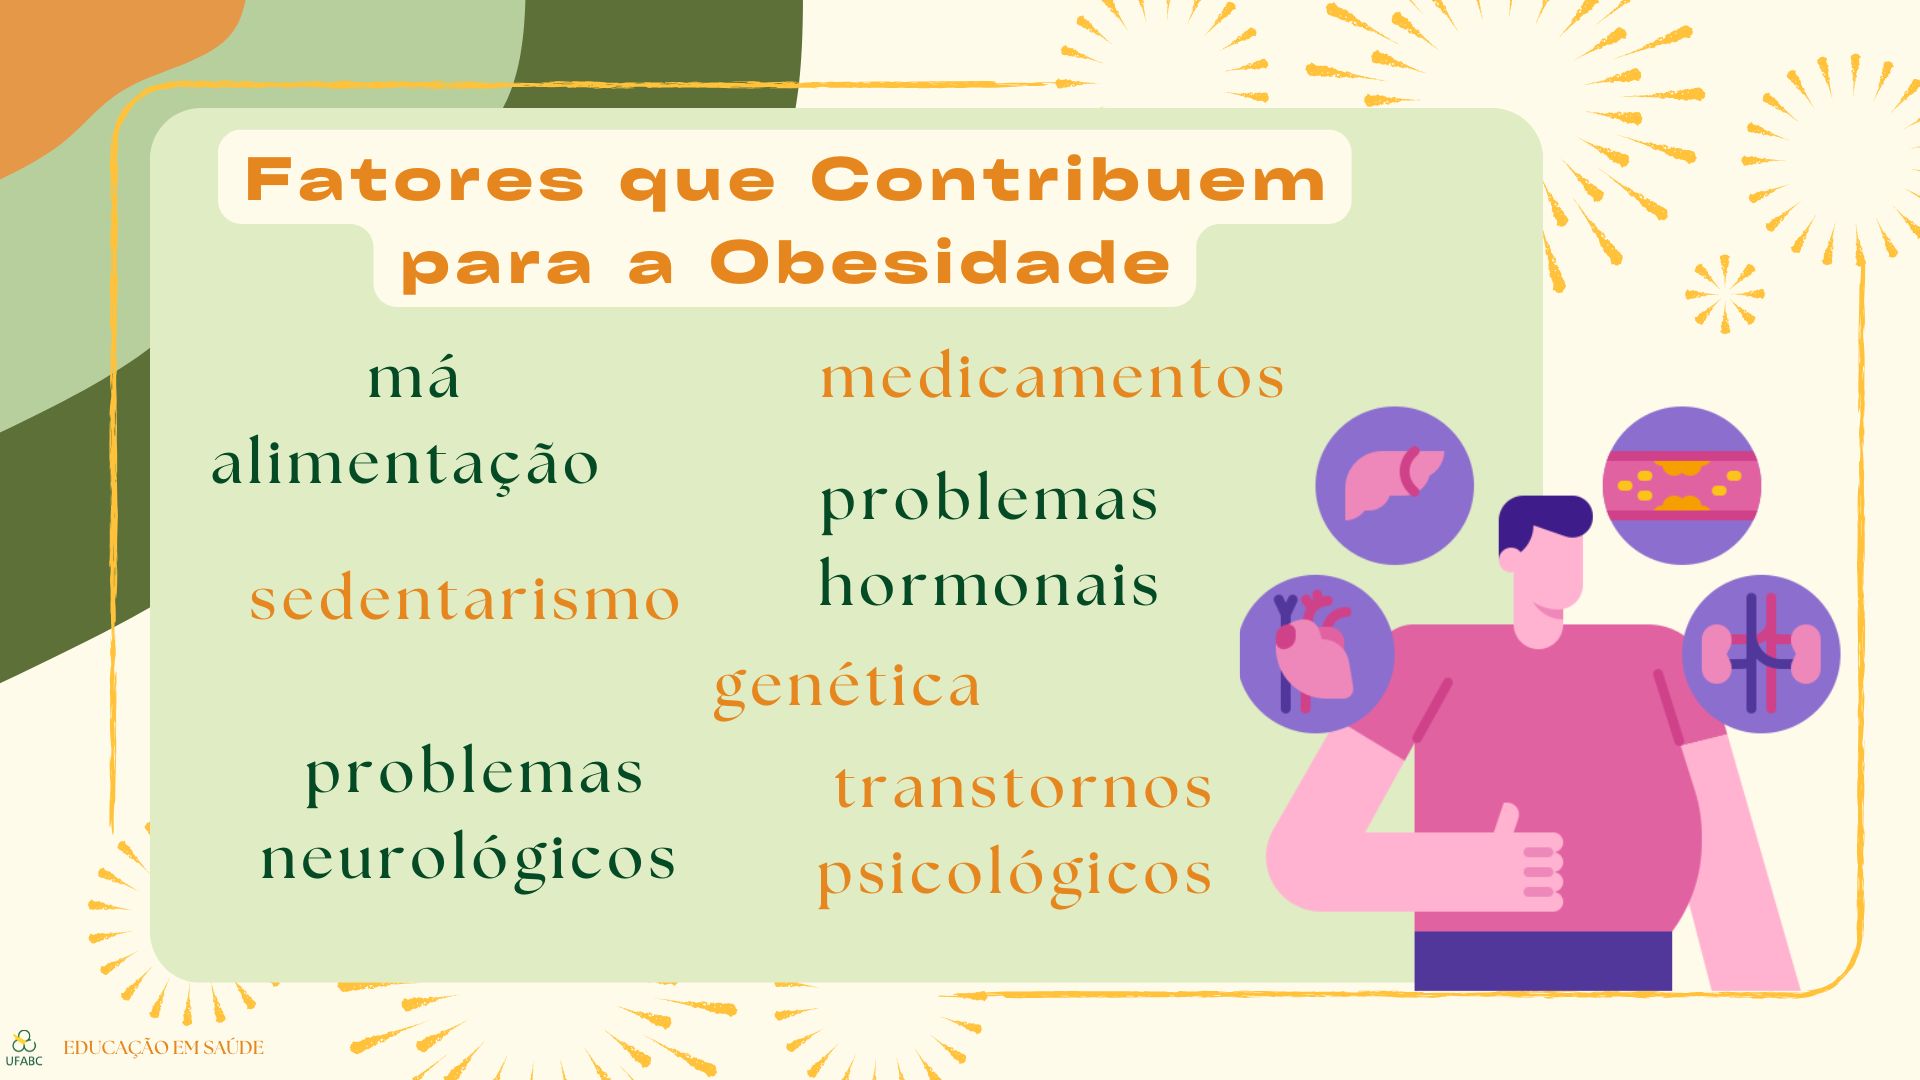 Fatores que Contribuem
para a Obesidade
má
alimentação
sedentarismo
problemas
neurológicos
medicamentos
problemas
hormonais
genética
transtornos
psicológicos
UFABC
EDUCAÇÃO EM SAÚDE